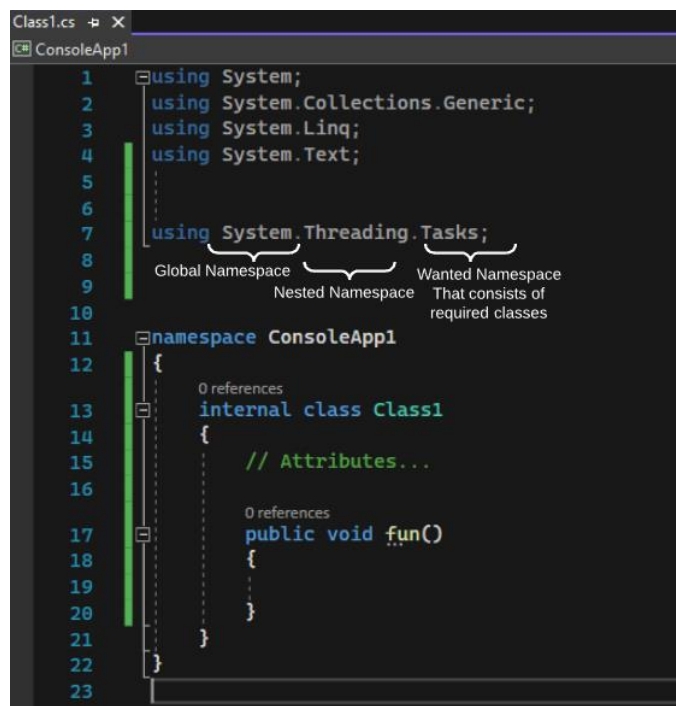 Class1.cs
ConsoleApp1
1 using System;
2 using System.Collections.Generic;
3 using System.Linq;
4 using System.Text;
5
6
7 using System.Threading.Tasks;
8 Global Namespace Wanted Namespace
9 Nested Namespace That consists of
10 required classes
11 namespace ConsoleApp1
12 {
0 references
13 internal class Class1
14 {
15 // Attributes...
16
0 references
17 public void fun()
18 {
19
20 }
21 }
22 }
23